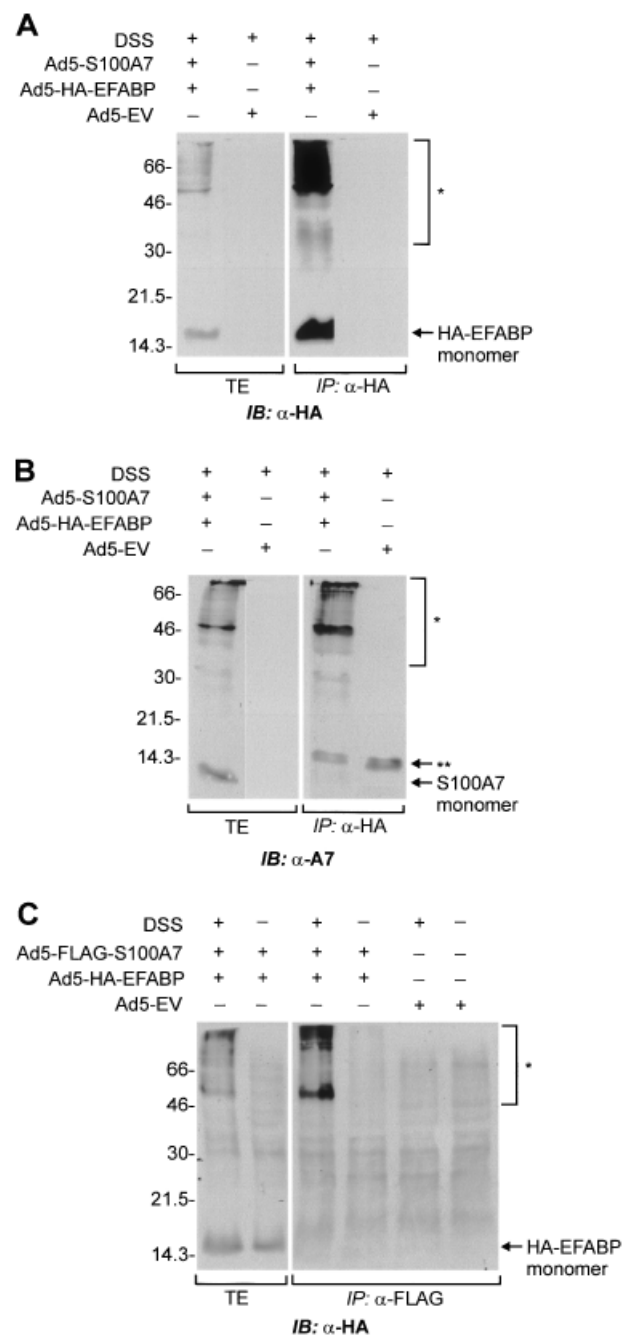 A
DSS + + + +
Ad5-S100A7 + – + –
Ad5-HA-EFABP + – + –
Ad5-EV – + – +
66-
*
46-
30-
21.5-
HA-EFABP
14.3-
monomer
TE IP: α-HA
IB: α-HA
B
DSS + + + +
Ad5-S100A7 + – + –
Ad5-HA-EFABP + – + –
Ad5-EV – + – +
66-
*
46-
30-
21.5-
14.3-
**
S100A7
monomer
TE IP: α-HA
IB: α-A7
C
DSS + – + – + –
Ad5-FLAG-S100A7 + + + + – –
Ad5-HA-EFABP + + + + – –
Ad5-EV – – – – + +
66-
*
46-
30-
21.5-
HA-EFABP
14.3-
monomer
TE IP: α-FLAG
IB: α-HA